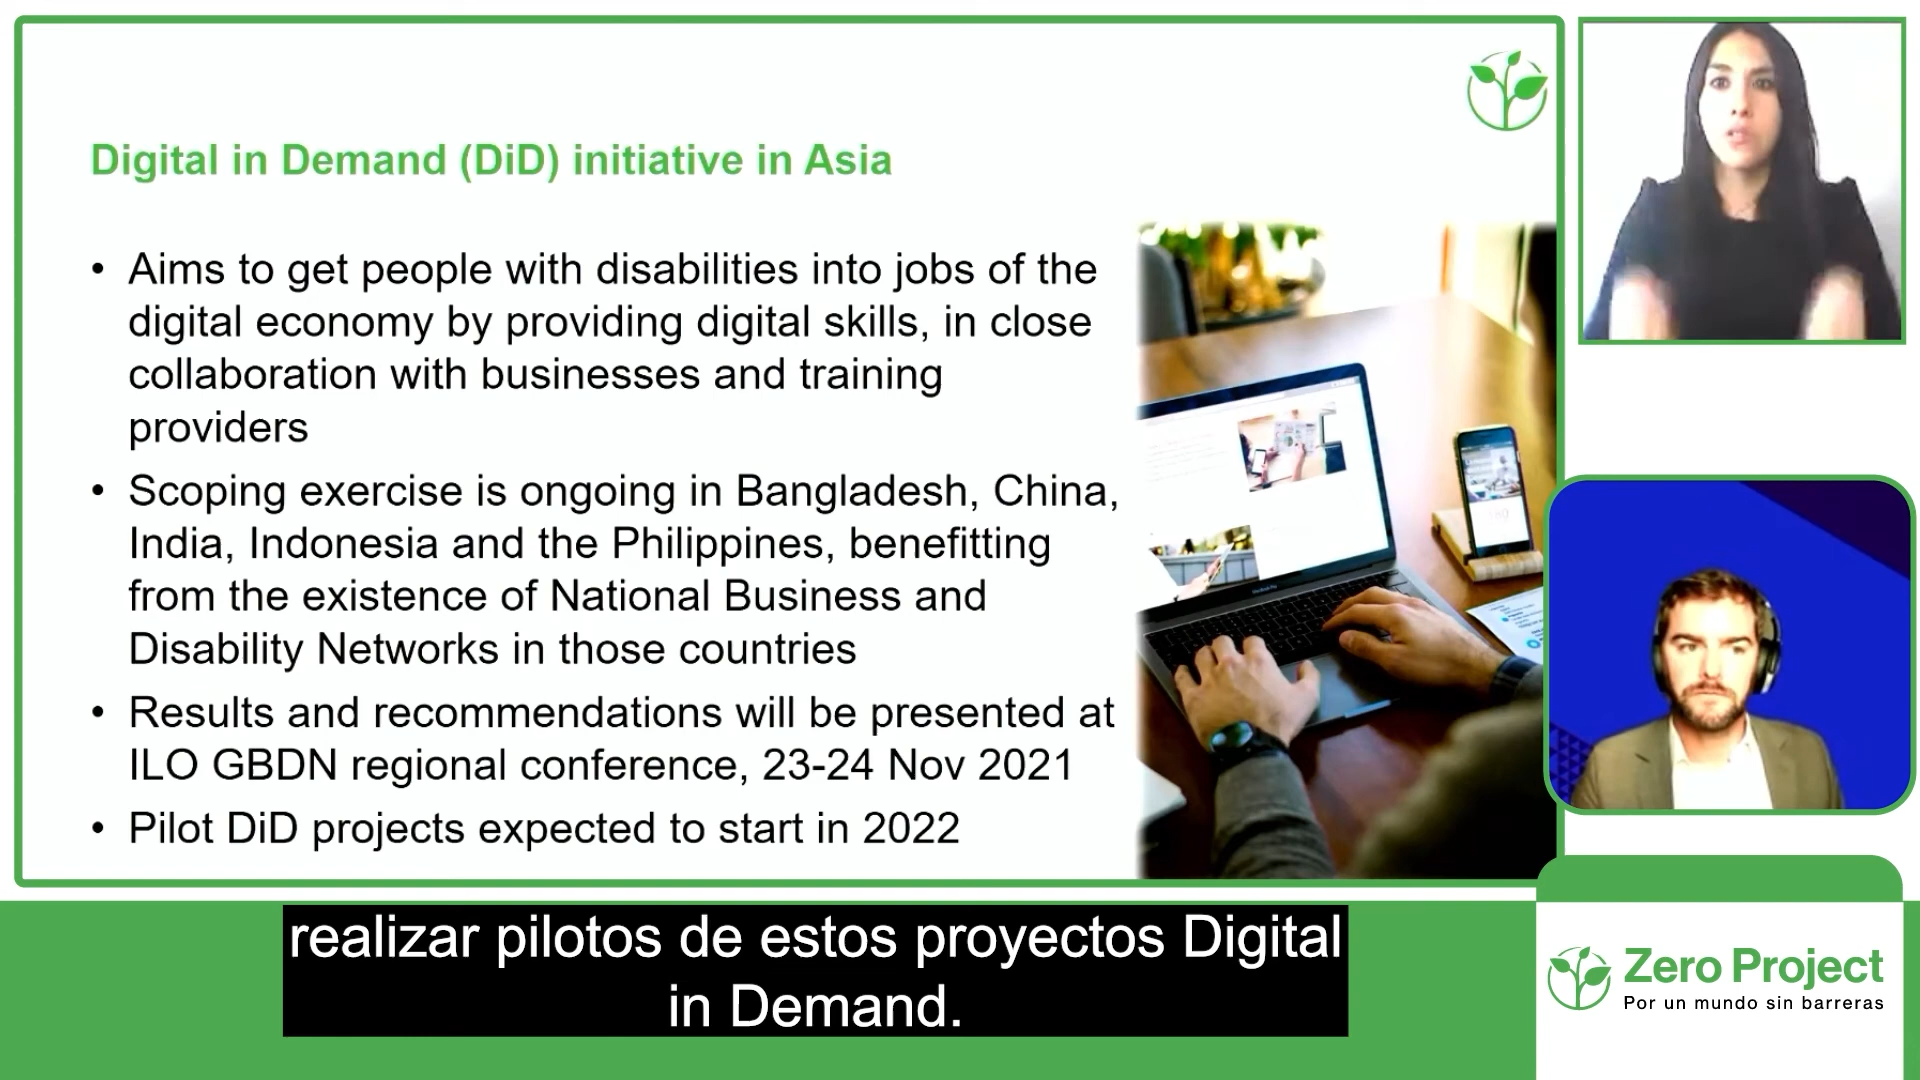 Digital in Demand (DiD) initiative in Asia
• Aims to get people with disabilities into jobs of the
digital economy by providing digital skills, in close
collaboration with businesses and training
providers
• Scoping exercise is ongoing in Bangladesh, China,
India, Indonesia and the Philippines, benefitting
from the existence of National Business and
Disability Networks in those countries
• Results and recommendations will be presented at
ILO GBDN regional conference, 23-24 Nov 2021
• Pilot DiD projects expected to start in 2022
realizar pilotos de estos proyectos Digital
in Demand.
Zero Project
Por un mundo sin barreras